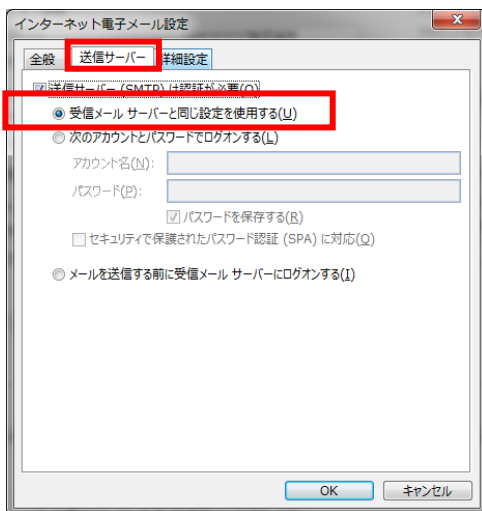 インターネット電子メール設定
全般 送信サーバー 詳細設定
送信サーバー (SMTP) は認証が必要(O)
受信メール サーバーと同じ設定を使用する(U)
次のアカウントとパスワードでログオンする(L)
アカウント名(N):
パスワード(P):
パスワードを保存する(R)
セキュリティで保護されたパスワード認証 (SPA) に対応(Q)
メールを送信する前に受信メール サーバーにログオンする(I)
OK キャンセル